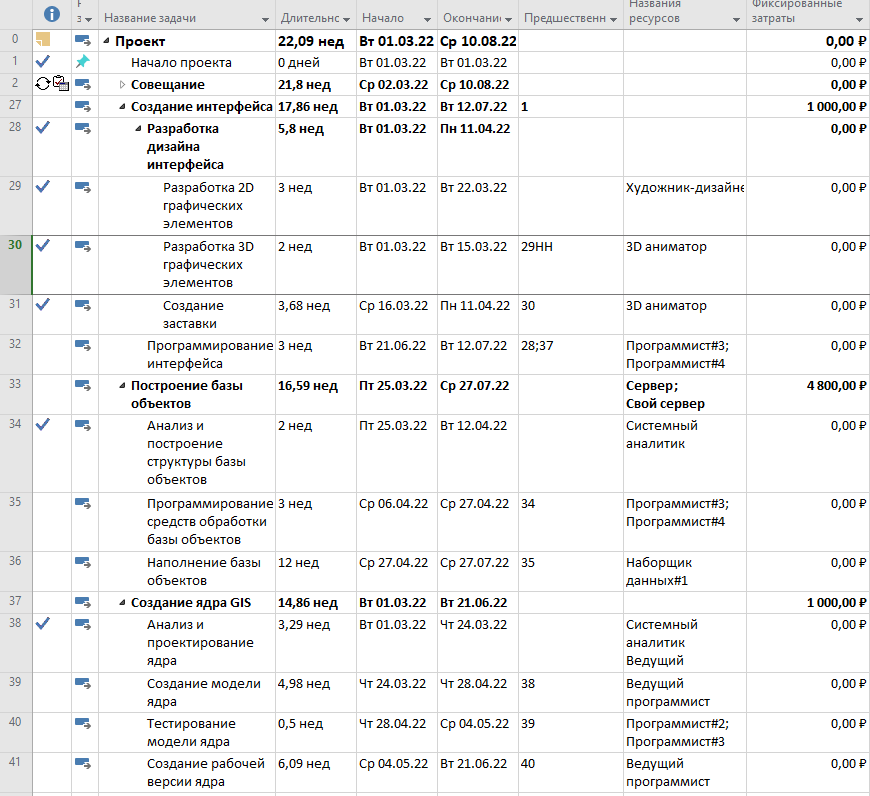 Названия Фиксированные
Название задачи Длительнс Начало Окончани Предшественн ресурсов затраты
0 Проект 22,09 нед Вт 01.03.22 Ср 10.08.22 0,00 ₽
1 Начало проекта 0 дней Вт 01.03.22 Вт 01.03.22 0,00 ₽
2 Совещание 21,8 нед Ср 02.03.22 Ср 10.08.22 0,00 ₽
27 Создание интерфейса 17,86 нед Вт 01.03.22 Вт 12.07.22 1 1 000,00 ₽
28 Разработка 5,8 нед Вт 01.03.22 Пн 11.04.22 0,00 ₽
дизайна
интерфейса
29 Разработка 2D 3 нед Вт 01.03.22 Вт 22.03.22 Художник-дизайне 0,00 ₽
графических
элементов
30 Разработка 3D 2 нед Вт 01.03.22 Вт 15.03.22 29НН 3D аниматор 0,00 ₽
графических
элементов
31 Создание 3,68 нед Ср 16.03.22 Пн 11.04.22 30 3D аниматор 0,00 ₽
заставки
32 Программирование 3 нед Вт 21.06.22 Вт 12.07.22 28;37 Программист#3; 0,00 ₽
интерфейса Программист#4
33 Построение базы 16,59 нед Пт 25.03.22 Ср 27.07.22 Сервер; 4 800,00 ₽
объектов Свой сервер
34 Анализ и 2 нед Пт 25.03.22 Вт 12.04.22 Системный 0,00 ₽
построение аналитик
структуры базы
объектов
35 Программирование 3 нед Ср 06.04.22 Ср 27.04.22 34 Программист#3; 0,00 ₽
средств обработки Программист#4
базы объектов
36 Наполнение базы 12 нед Ср 27.04.22 Ср 27.07.22 35 Наборщик 0,00 ₽
объектов данных#1
37 Создание ядра GIS 14,86 нед Вт 01.03.22 Вт 21.06.22 1 000,00 ₽
38 Анализ и 3,29 нед Вт 01.03.22 Чт 24.03.22 Системный 0,00 ₽
проектирование аналитик
ядра Ведущий
39 Создание модели 4,98 нед Чт 24.03.22 Чт 28.04.22 38 Ведущий 0,00 ₽
ядра программист
40 Тестирование 0,5 нед Чт 28.04.22 Ср 04.05.22 39 Программист#2; 0,00 ₽
модели ядра Программист#3
41 Создание рабочей 6,09 нед Ср 04.05.22 Вт 21.06.22 40 Ведущий 0,00 ₽
версии ядра программист